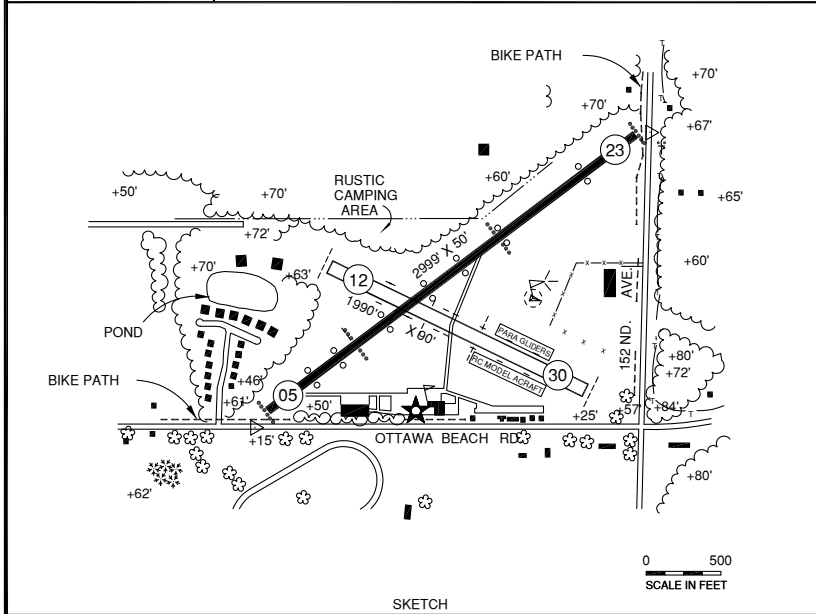 BIKE PATH
+70'
+70'
+67'
23
+60'
+50'
+70'
RUSTIC
CAMPING
AREA
+65'
+72'
+70'
+63'
2999' X 50'
12
1990'
X 90'
+60'
152 ND. AVE.
POND
PARA GLIDERS
RC MODEL ACRAFT
30
+80'
+72'
BIKE PATH
+46'
05
+61'
+50'
+25'
+57'
+84'
+15'
OTTAWA BEACH RD.
+62'
+80'
0 500
SCALE IN FEET
SKETCH